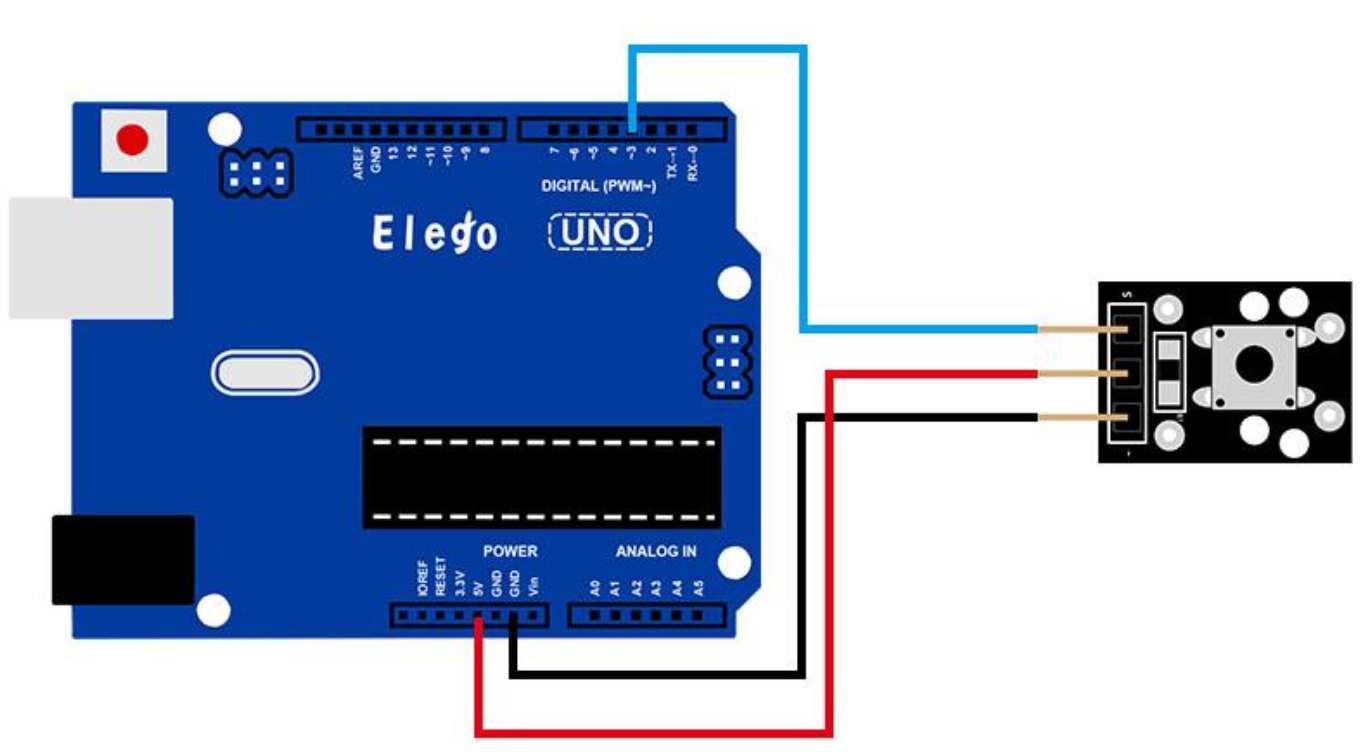 AREF
GND
13
12
~11
~10
~9
8
7
~6
~5
4
~3
2
TX→1
RX←0
DIGITAL (PWM~)
Elego
UNO
S
-
POWER
ANALOG IN
IOREF
RESET
3.3V
5V
GND
GND
Vin
A0
A1
A2
A3
A4
A5